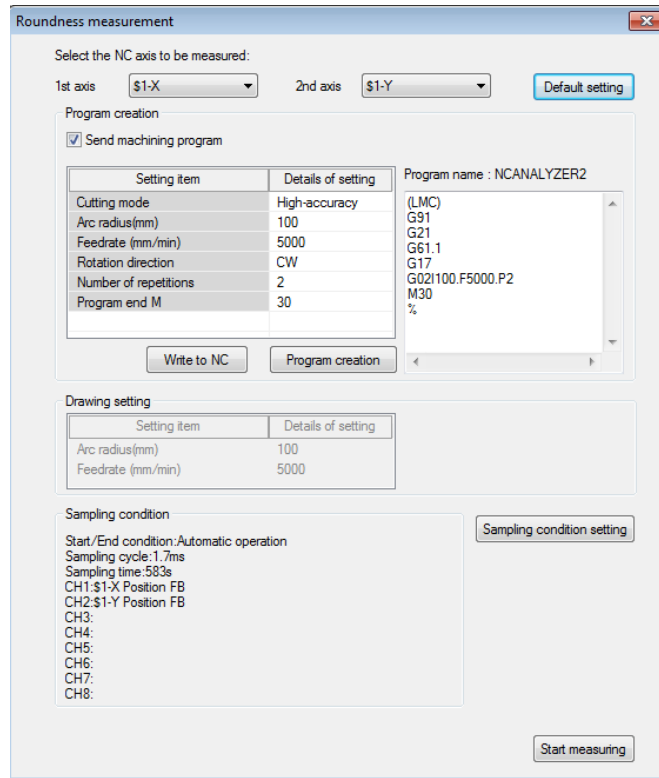 Roundness measurement
Select the NC axis to be measured:
1st axis $1-X 2nd axis $1-Y Default setting
Program creation
Send machining program
Setting item Details of setting
Cutting mode High-accuracy
Arc radius(mm) 100
Feedrate (mm/min) 5000
Rotation direction CW
Number of repetitions 2
Program end M 30
Write to NC Program creation
Program name : NCANALYZER2
(LMC)
G91
G21
G61.1
G17
G02I100.F5000.P2
M30
%
Drawing setting
Setting item Details of setting
Arc radius(mm) 100
Feedrate (mm/min) 5000
Sampling condition
Start/End condition:Automatic operation
Sampling cycle:1.7ms
Sampling time:583s
CH1:$1-X Position FB
CH2:$1-Y Position FB
CH3:
CH4:
CH5:
CH6:
CH7:
CH8:
Sampling condition setting
Start measuring